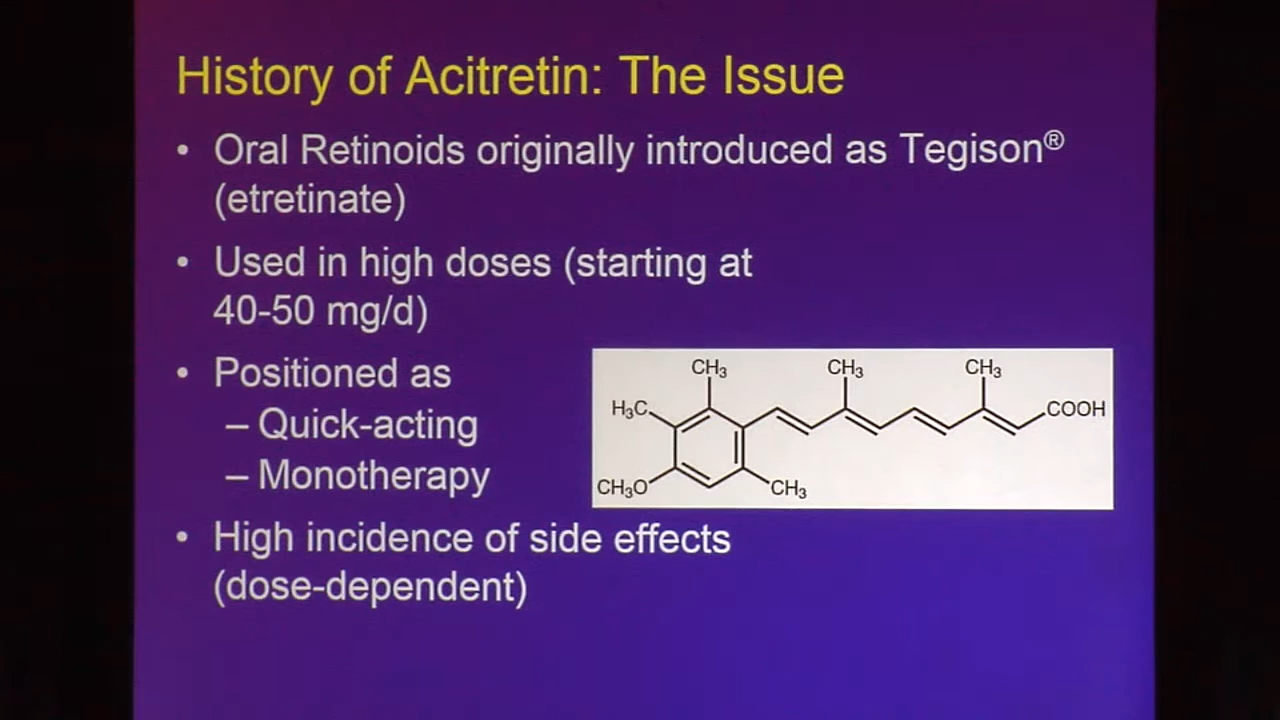 History of Acitretin: The Issue
• Oral Retinoids originally introduced as Tegison®
(etretinate)
• Used in high doses (starting at
40-50 mg/d)
• Positioned as
– Quick-acting
– Monotherapy
• High incidence of side effects
(dose-dependent)
CH₃ CH₃ CH₃
H₃C COOH
CH₃O CH₃